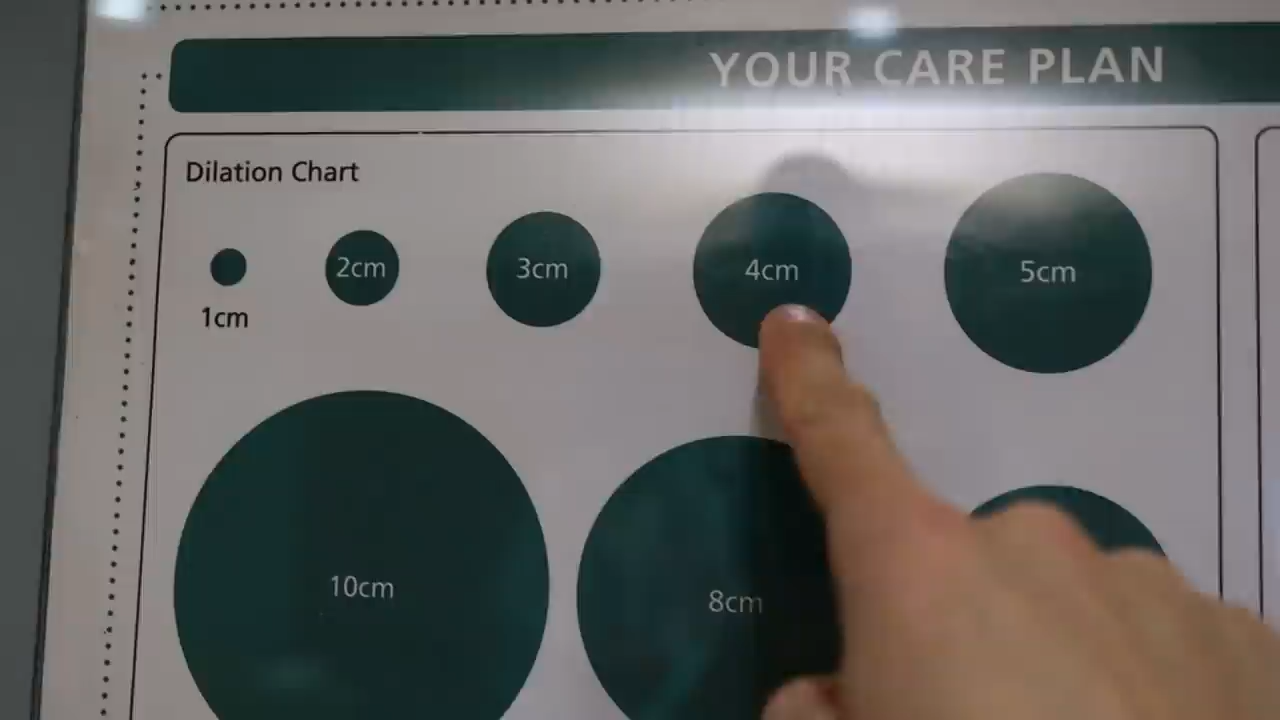 YOUR CARE PLAN
Dilation Chart
1cm
2cm
3cm
4cm
5cm
10cm
8cm